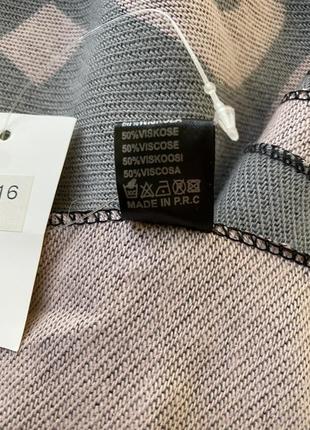 50%VISKOSE
50%VISCOSE
50%VISKOOSI
50%VISCOSA
MADE IN P.R.C
16